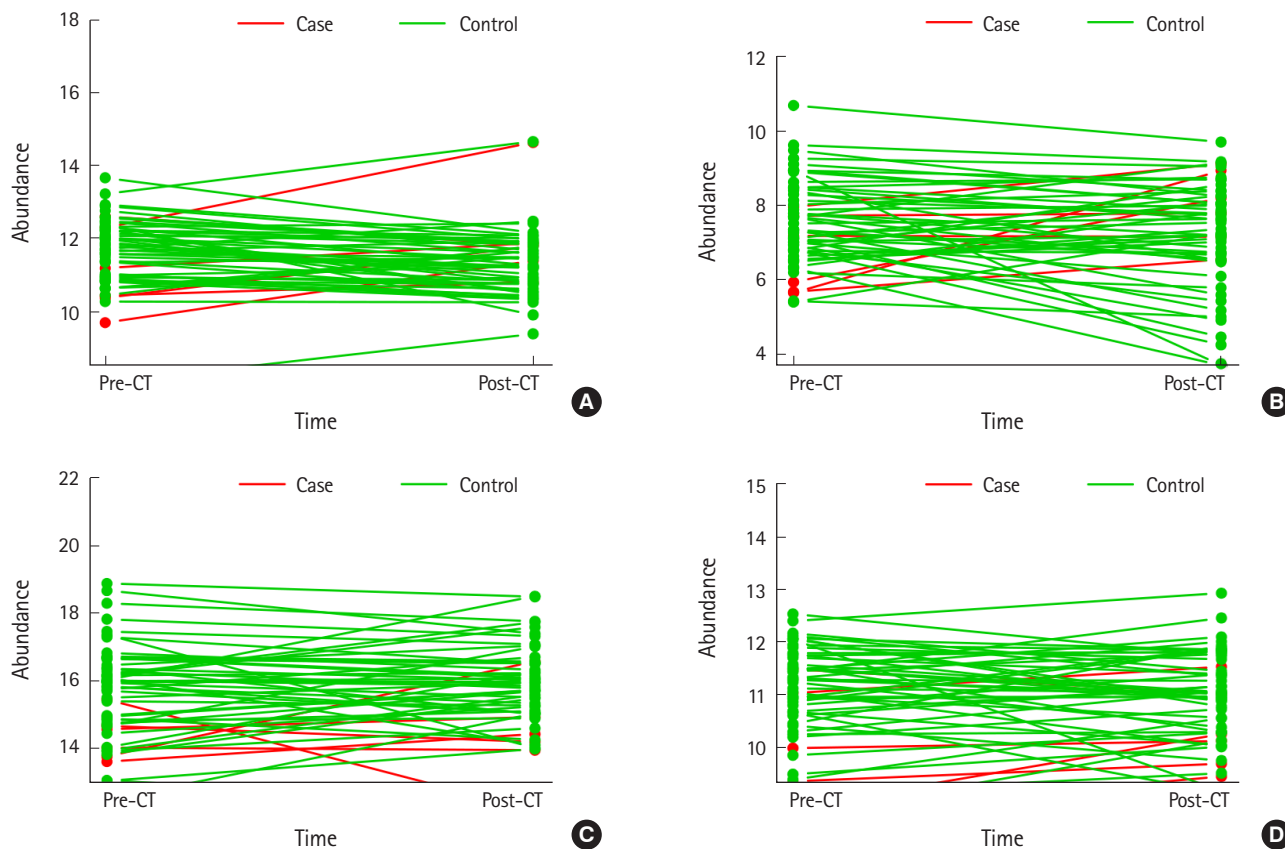 Case Control
18
16
14
12
10
Abundance
Pre-CT Post-CT
Time
A
Case Control
12
10
8
6
4
Abundance
Pre-CT Post-CT
Time
B
Case Control
22
20
18
16
14
Abundance
Pre-CT Post-CT
Time
C
Case Control
15
14
13
12
11
10
Abundance
Pre-CT Post-CT
Time
D